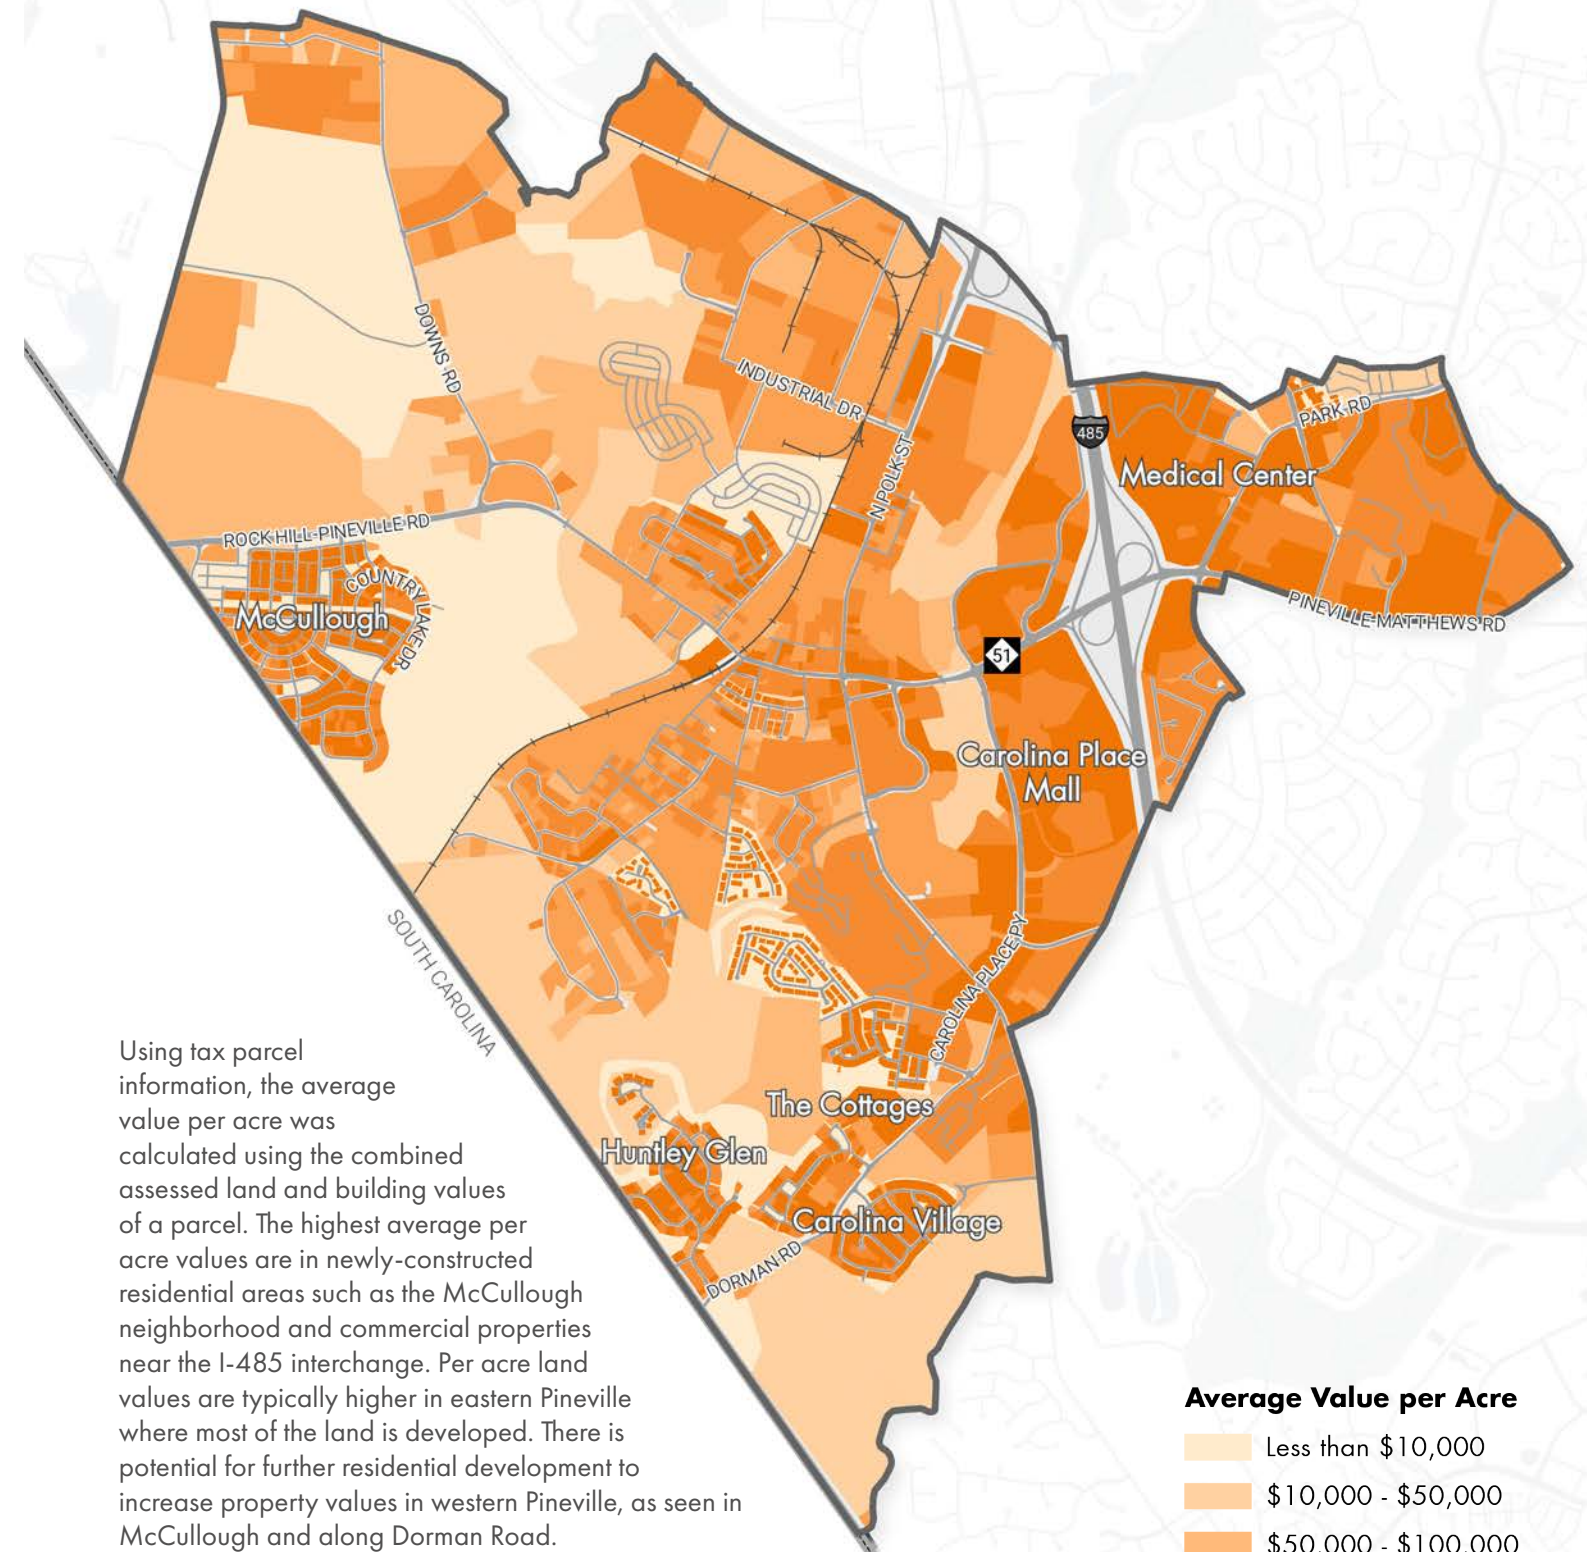 DOWNS RD
INDUSTRIAL DR
N POLK ST
485
PARK RD
Medical Center
ROCK HILL-PINEVILLE RD
COUNTRY LAKE DR
McCullough
PINEVILLE-MATTHEWS RD
51
Carolina Place
Mall
SOUTH CAROLINA
CAROLINA PLACE PY
The Cottages
Huntley Glen
Carolina Village
DORMAN RD
Using tax parcel
information, the average
value per acre was
calculated using the combined
assessed land and building values
of a parcel. The highest average per
acre values are in newly-constructed
residential areas such as the McCullough
neighborhood and commercial properties
near the I-485 interchange. Per acre land
values are typically higher in eastern Pineville
where most of the land is developed. There is
potential for further residential development to
increase property values in western Pineville, as seen in
McCullough and along Dorman Road.
Average Value per Acre
Less than $10,000
$10,000 - $50,000
$50,000 - $100,000